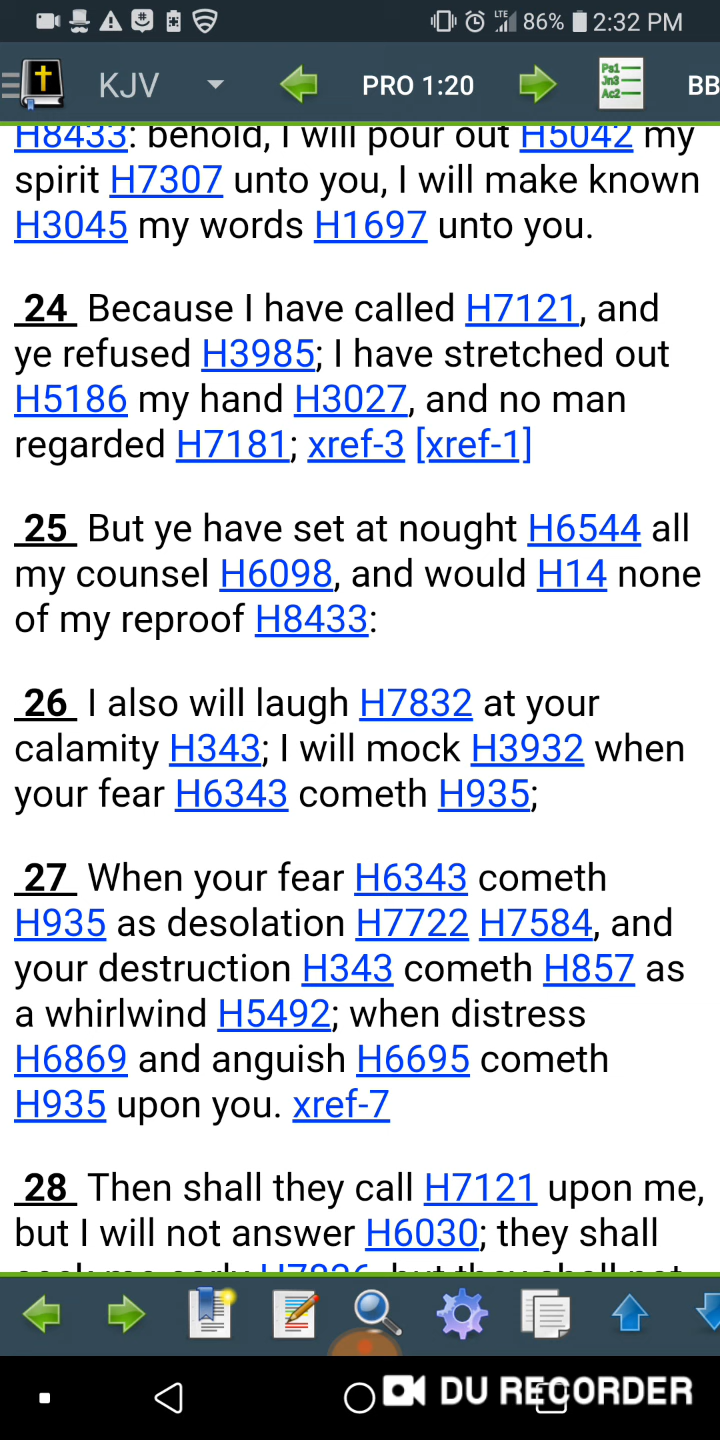 LTE 86% 2:32 PM
KJV PRO 1:20 Ps1 Jn3 Ac2 BB
H8433: behold, I will pour out H5042 my
spirit H7307 unto you, I will make known
H3045 my words H1697 unto you.
24 Because I have called H7121, and
ye refused H3985; I have stretched out
H5186 my hand H3027, and no man
regarded H7181; xref-3 [xref-1]
25 But ye have set at nought H6544 all
my counsel H6098, and would H14 none
of my reproof H8433:
26 I also will laugh H7832 at your
calamity H343; I will mock H3932 when
your fear H6343 cometh H935;
27 When your fear H6343 cometh
H935 as desolation H7722 H7584, and
your destruction H343 cometh H857 as
a whirlwind H5492; when distress
H6869 and anguish H6695 cometh
H935 upon you. xref-7
28 Then shall they call H7121 upon me,
but I will not answer H6030; they shall
DU RECORDER